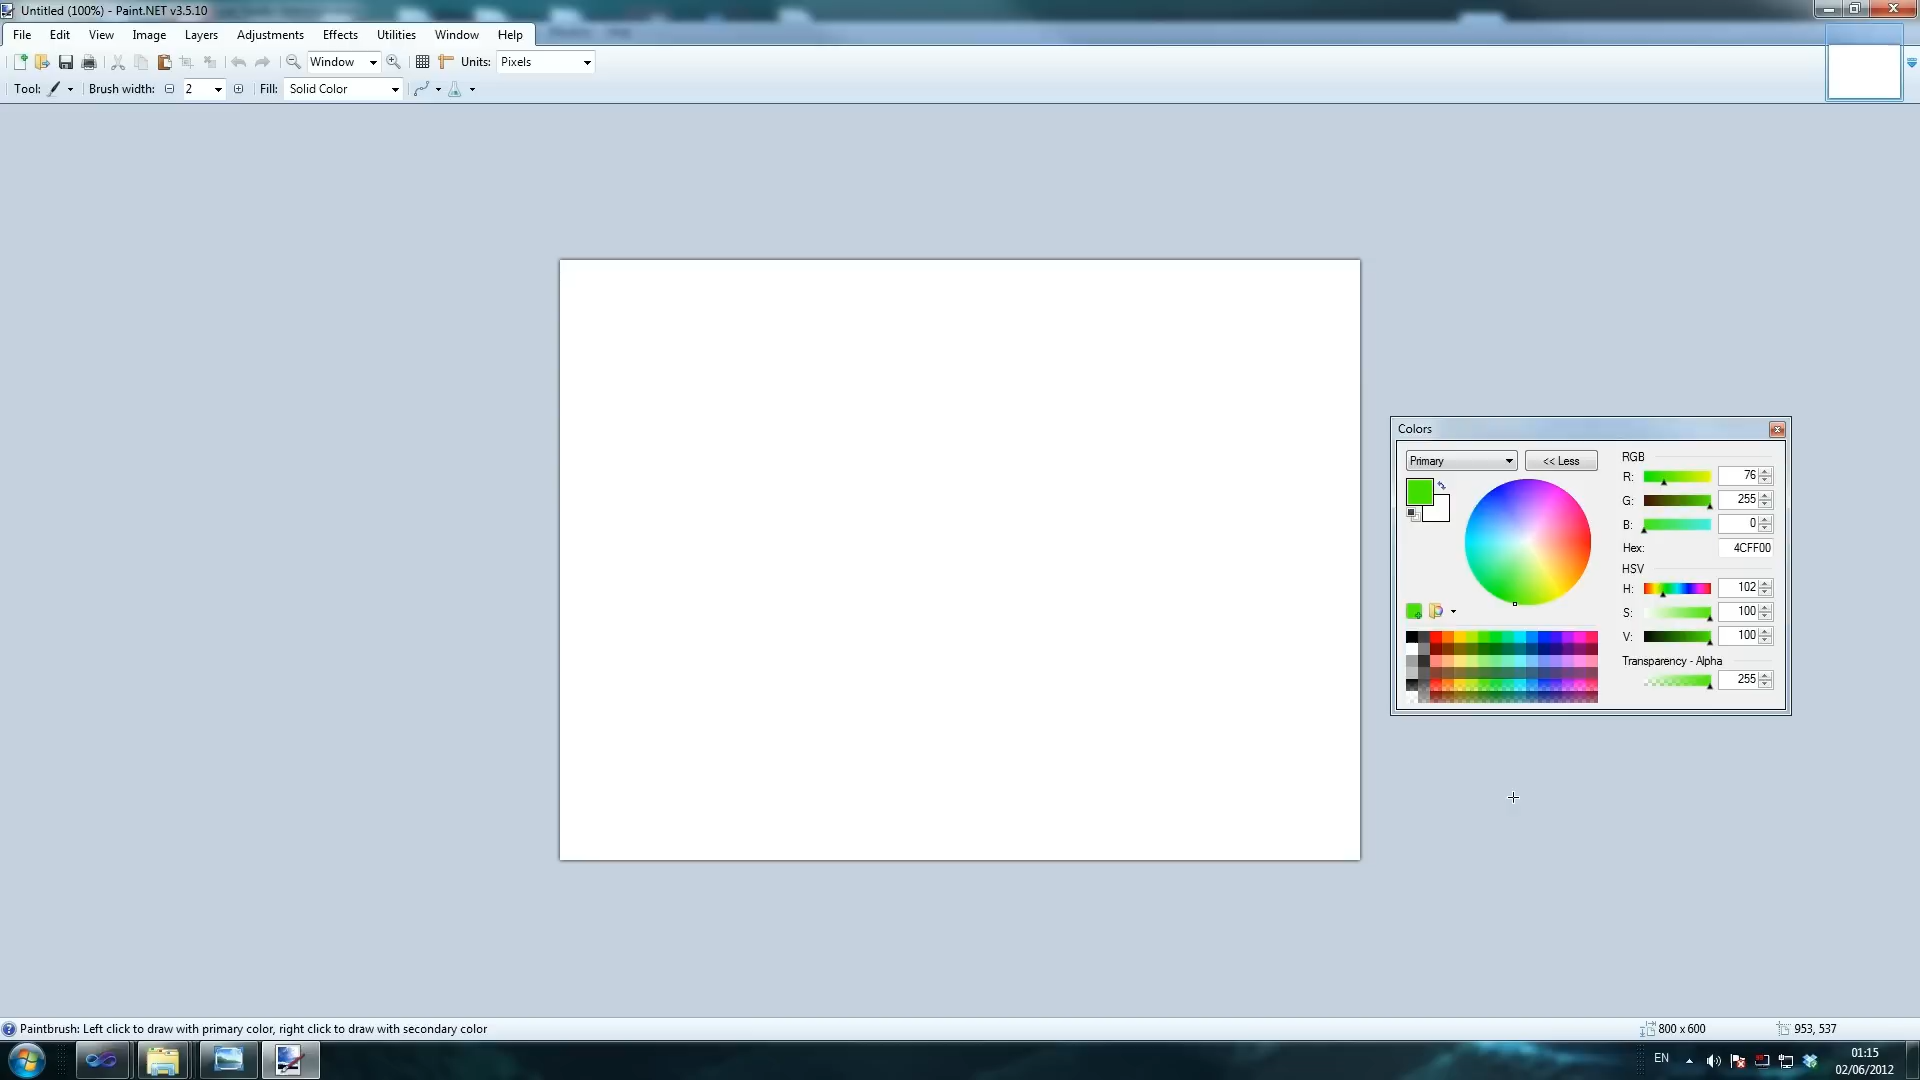 Untitled (100%) - Paint.NET v3.5.10
File Edit View Image Layers Adjustments Effects Utilities Window Help
Window Units: Pixels
Tool: Brush width: 2 Fill: Solid Color
Colors
Primary << Less
RGB
R: 76
G: 255
B: 0
Hex: 4CFF00
HSV
H: 102
S: 100
V: 100
Transparency - Alpha
255
Paintbrush: Left click to draw with primary color, right click to draw with secondary color
800 x 600 953, 537
EN
01:15
02/06/2012